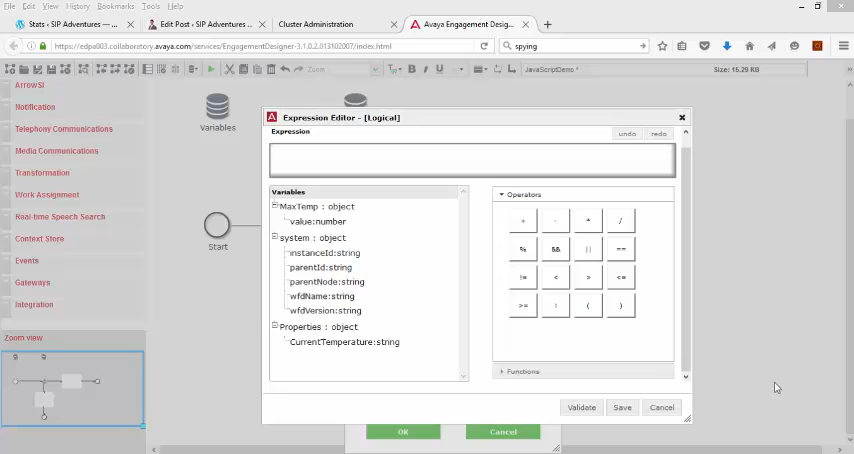 File Edit View History Bookmarks Tools Help
Stats ‹ SIP Adventures — ...
Edit Post ‹ SIP Adventures ...
Cluster Administration
Avaya Engagement Desig...
https://edpa003.collaboratory.avaya.com/services/EngagementDesigner-3.1.0.2.013102007/index.html
spying
Zoom
B I U
JavaScriptDemo *
Size: 15.29 KB
ArrowSI
Notification
Telephony Communications
Media Communications
Transformation
Work Assignment
Real-time Speech Search
Context Store
Events
Gateways
Integration
Zoom view
Variables
Start
Expression Editor - [Logical]
Expression
undo redo
Variables
MaxTemp : object
value:number
system : object
instanceId:string
parentId:string
parentNode:string
wfdName:string
wfdVersion:string
Properties : object
CurrentTemperature:string
Operators
+ - * /
% && || ==
!= < > <=
>= ! ( )
Functions
Validate Save Cancel
OK Cancel